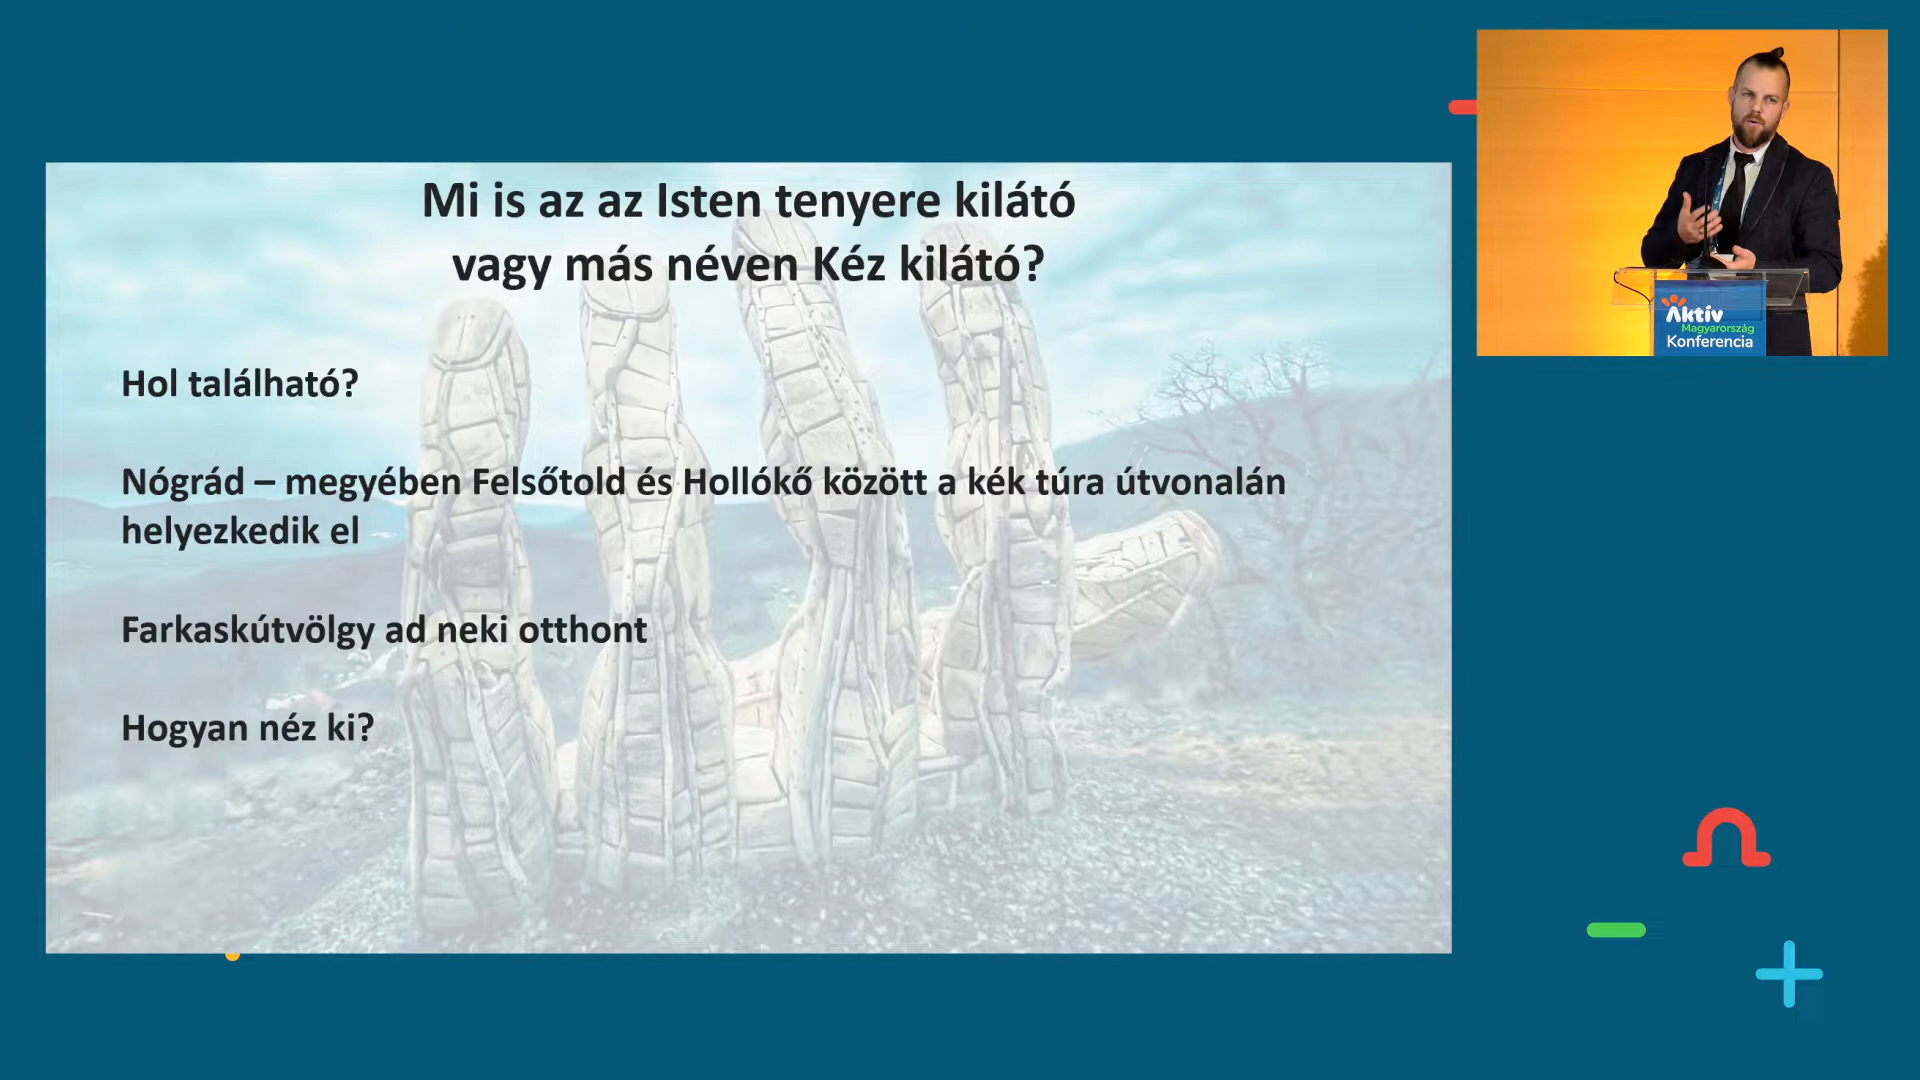 Mi is az az Isten tenyere kilátó
vagy más néven Kéz kilátó?
Hol található?
Nógrád – megyében Felsőtold és Hollókő között a kék túra útvonalán
helyezkedik el
Farkaskútvölgy ad neki otthont
Hogyan néz ki?
Aktív
Magyarország
Konferencia